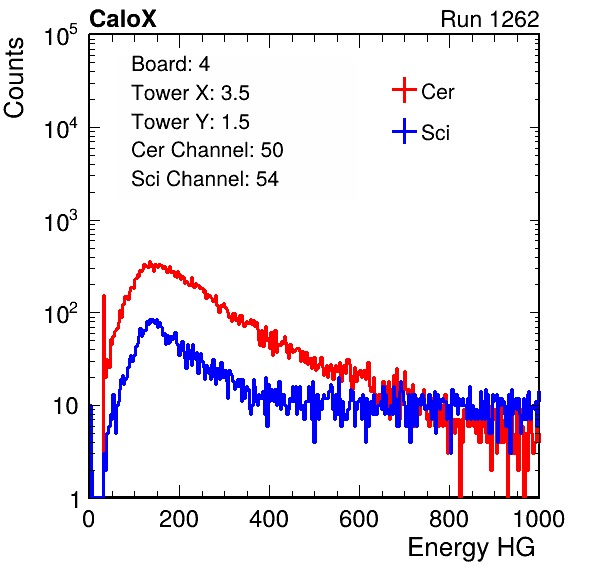 CaloX Run 1262
Counts
10^5
10^4
10^3
10^2
10
1
Board: 4
Tower X: 3.5
Tower Y: 1.5
Cer Channel: 50
Sci Channel: 54
Cer
Sci
0 200 400 600 800 1000
Energy HG